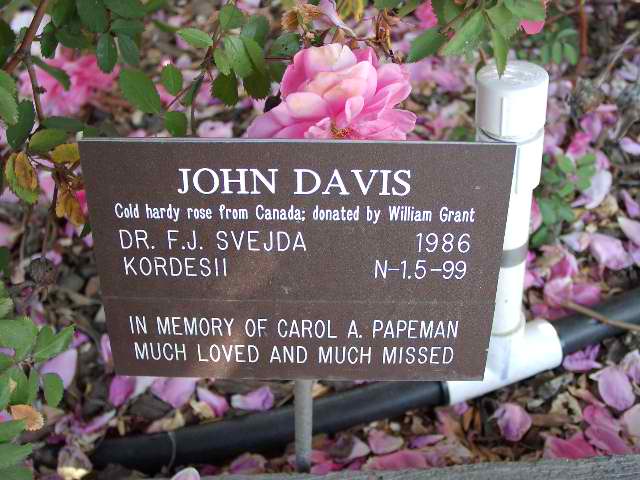 JOHN DAVIS
Cold hardy rose from Canada; donated by William Grant
DR. F.J. SVEJDA 1986
KORDESII N-1.5-99
IN MEMORY OF CAROL A. PAPEMAN
MUCH LOVED AND MUCH MISSED